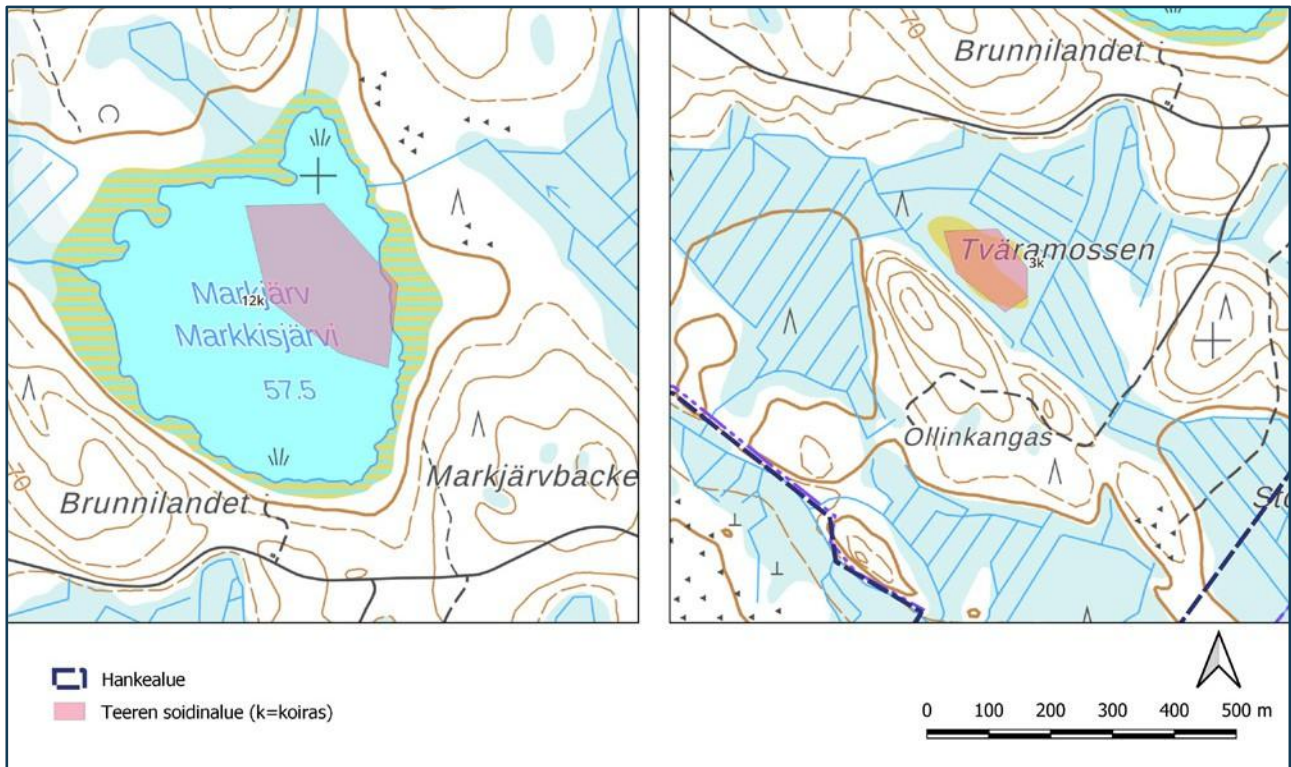 Markjärv
12k
Markkisjärvi
57.5
Markjärvbacke
70
Brunnilandet
70
Brunnilandet
Tväramossen
3k
Ollinkangas
Sto
Hankealue
Teeren soidinalue (k=koiras)
0 100 200 300 400 500 m